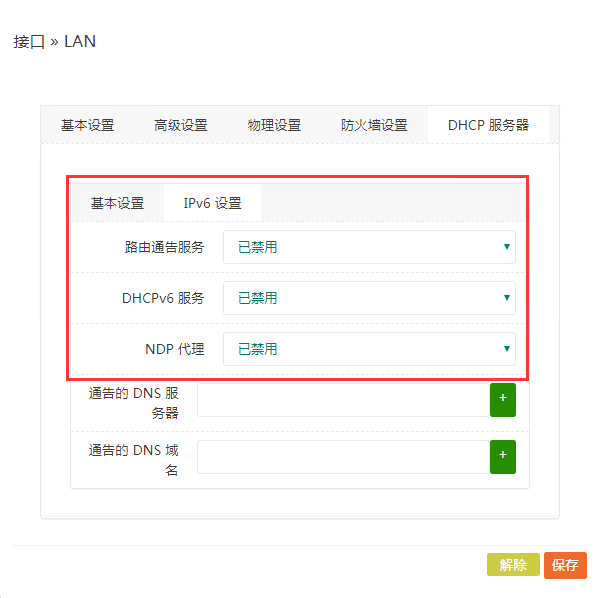 接口 » LAN
基本设置 高级设置 物理设置 防火墙设置 DHCP 服务器
基本设置 IPv6 设置
路由通告服务 已禁用
DHCPv6 服务 已禁用
NDP 代理 已禁用
通告的 DNS 服
务器 +
通告的 DNS 域
名 +
解除 保存